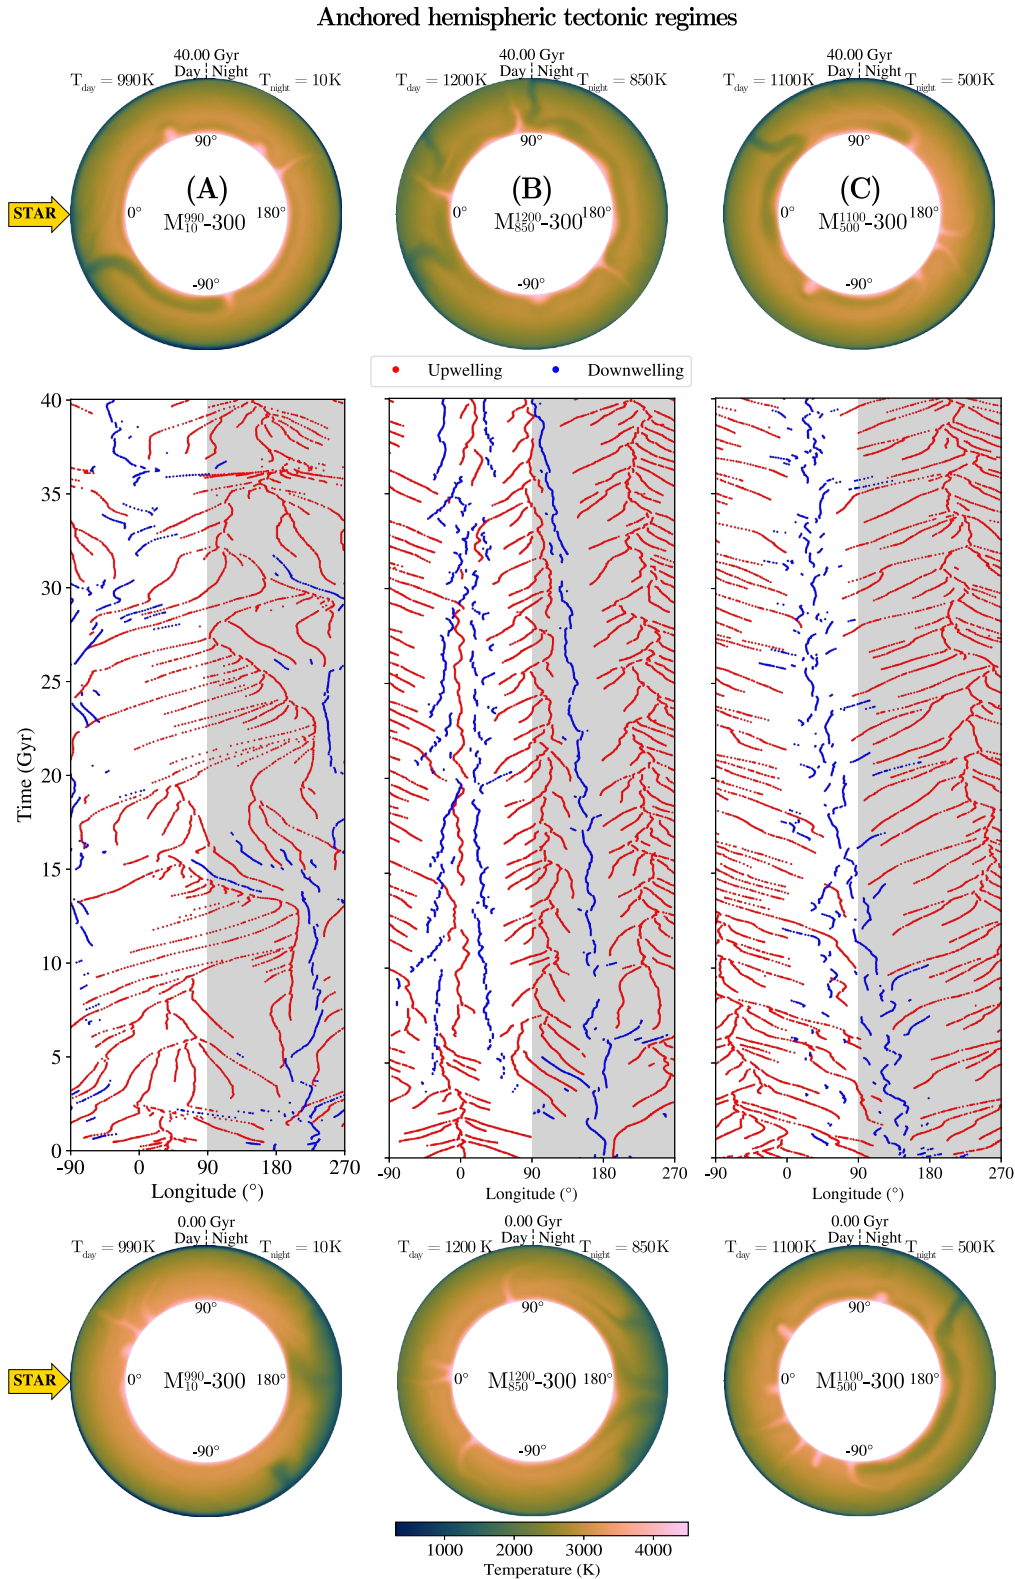 Anchored hemispheric tectonic regimes
40.00 Gyr 40.00 Gyr 40.00 Gyr
Day Night Day Night Day Night
T_day = 990K T_night = 10K T_day = 1200K T_night = 850K T_day = 1100K T_night = 500K
90° 90° 90°
(A) (B) (C)
STAR 0° M^990_10-300 180° 0° M^1200_850-300 180° 0° M^1100_500-300 180°
-90° -90° -90°
Upwelling Downwelling
40
35
30
25
20
15
10
5
0
Time (Gyr)
-90 0 90 180 270 -90 0 90 180 270 -90 0 90 180 270
Longitude (°) Longitude (°) Longitude (°)
0.00 Gyr 0.00 Gyr 0.00 Gyr
Day Night Day Night Day Night
T_day = 990K T_night = 10K T_day = 1200 K T_night = 850K T_day = 1100K T_night = 500K
90° 90° 90°
STAR 0° M^990_10-300 180° 0° M^1200_850-300 180° 0° M^1100_500-300 180°
-90° -90° -90°
1000 2000 3000 4000
Temperature (K)